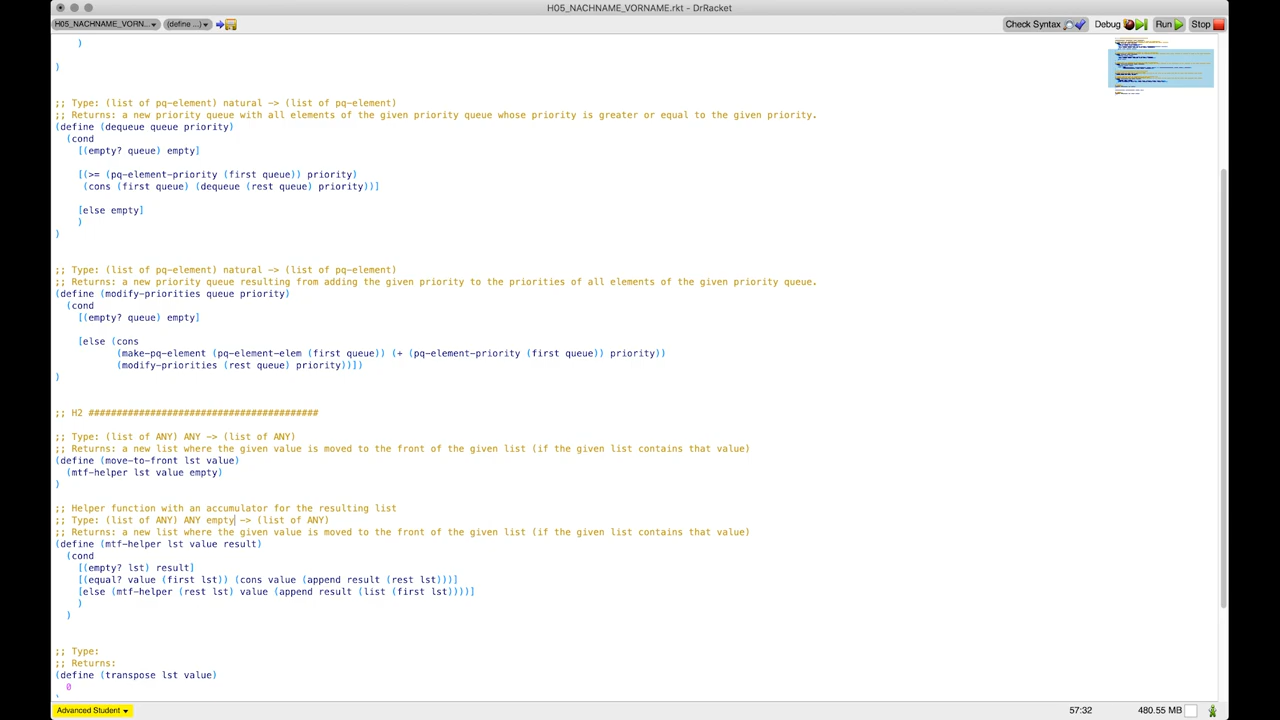 H05_NACHNAME_VORNAME.rkt - DrRacket
H05_NACHNAME_VORN... (define ...) Check Syntax Debug Run Stop
)
)
;; Type: (list of pq-element) natural -> (list of pq-element)
;; Returns: a new priority queue with all elements of the given priority queue whose priority is greater or equal to the given priority.
(define (dequeue queue priority)
(cond
[(empty? queue) empty]
[(>= (pq-element-priority (first queue)) priority)
(cons (first queue) (dequeue (rest queue) priority))]
[else empty]
)
)
;; Type: (list of pq-element) natural -> (list of pq-element)
;; Returns: a new priority queue resulting from adding the given priority to the priorities of all elements of the given priority queue.
(define (modify-priorities queue priority)
(cond
[(empty? queue) empty]
[else (cons
(make-pq-element (pq-element-elem (first queue)) (+ (pq-element-priority (first queue)) priority))
(modify-priorities (rest queue) priority))])
)
;; H2 #########################################
;; Type: (list of ANY) ANY -> (list of ANY)
;; Returns: a new list where the given value is moved to the front of the given list (if the given list contains that value)
(define (move-to-front lst value)
(mtf-helper lst value empty)
)
;; Helper function with an accumulator for the resulting list
;; Type: (list of ANY) ANY empty -> (list of ANY)
;; Returns: a new list where the given value is moved to the front of the given list (if the given list contains that value)
(define (mtf-helper lst value result)
(cond
[(empty? lst) result]
[(equal? value (first lst)) (cons value (append result (rest lst)))]
[else (mtf-helper (rest lst) value (append result (list (first lst))))]
)
)
;; Type:
;; Returns:
(define (transpose lst value)
0
Advanced Student 57:32 480.55 MB